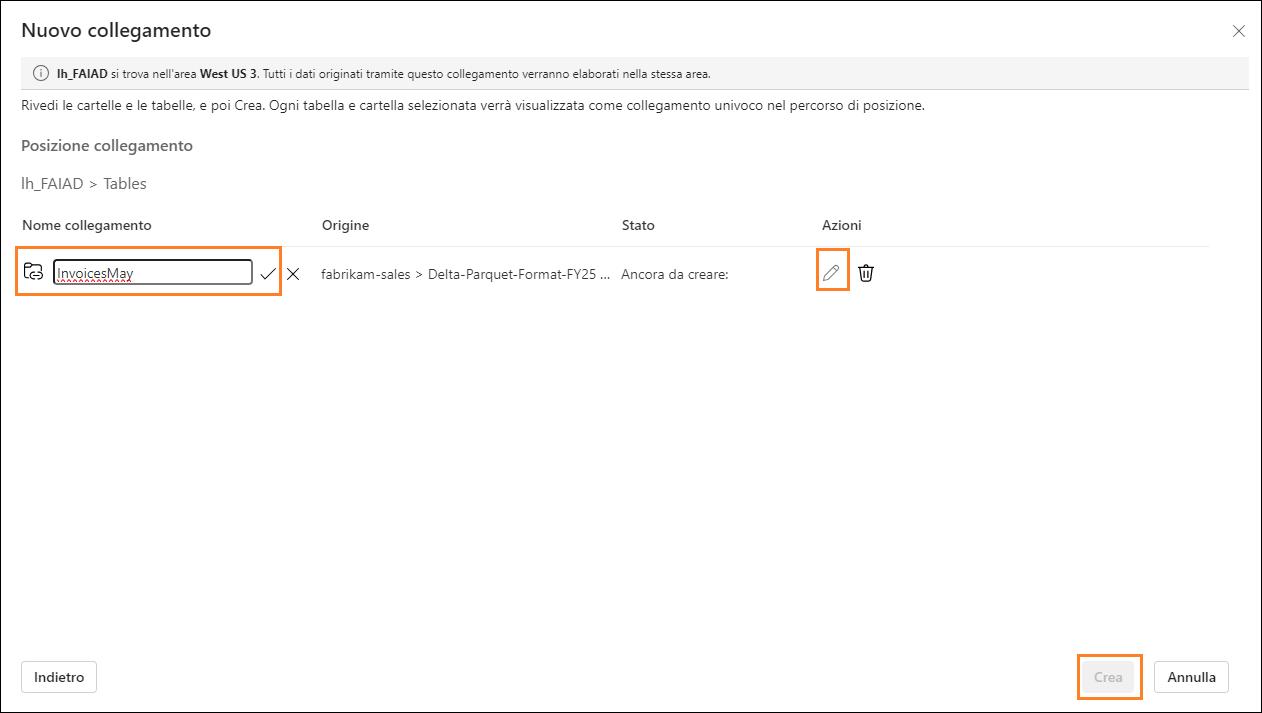 Nuovo collegamento
lh_FAIAD si trova nell'area West US 3. Tutti i dati originati tramite questo collegamento verranno elaborati nella stessa area.
Rivedi le cartelle e le tabelle, e poi Crea. Ogni tabella e cartella selezionata verrà visualizzata come collegamento univoco nel percorso di posizione.
Posizione collegamento
lh_FAIAD > Tables
Nome collegamento Origine Stato Azioni
InvoicesMay fabrikam-sales > Delta-Parquet-Format-FY25 ... Ancora da creare:
Indietro Crea Annulla